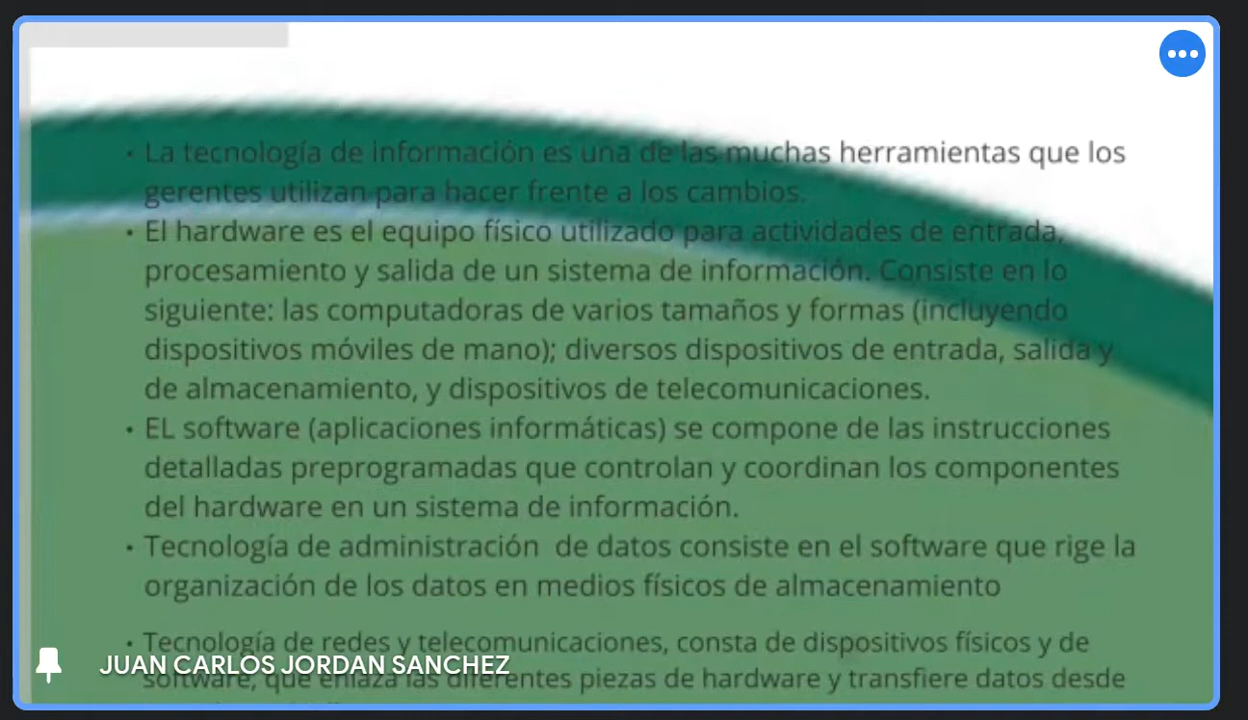 • La tecnología de información es una de las muchas herramientas que los
gerentes utilizan para hacer frente a los cambios.
• El hardware es el equipo físico utilizado para actividades de entrada,
procesamiento y salida de un sistema de información. Consiste en lo
siguiente: las computadoras de varios tamaños y formas (incluyendo
dispositivos móviles de mano); diversos dispositivos de entrada, salida y
de almacenamiento, y dispositivos de telecomunicaciones.
• EL software (aplicaciones informáticas) se compone de las instrucciones
detalladas preprogramadas que controlan y coordinan los componentes
del hardware en un sistema de información.
• Tecnología de administración de datos consiste en el software que rige la
organización de los datos en medios físicos de almacenamiento
• Tecnología de redes y telecomunicaciones, consta de dispositivos físicos y de
JUAN CARLOS JORDAN SANCHEZ
software, que enlaza las diferentes piezas de hardware y transfiere datos desde